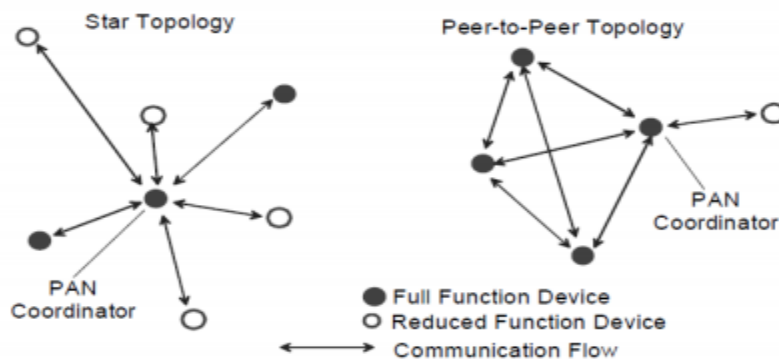 Star Topology
Peer-to-Peer Topology
PAN
Coordinator
PAN
Coordinator
Full Function Device
Reduced Function Device
Communication Flow